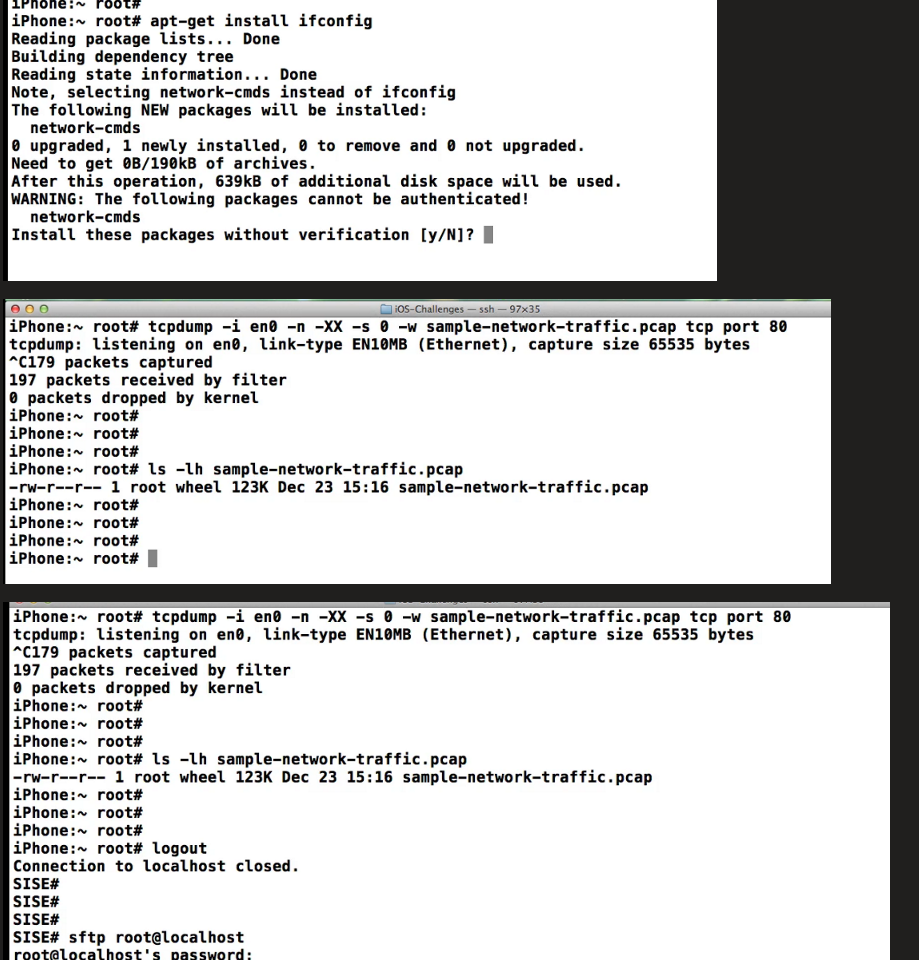 iPhone:~ root#
iPhone:~ root# apt-get install ifconfig
Reading package lists... Done
Building dependency tree
Reading state information... Done
Note, selecting network-cmds instead of ifconfig
The following NEW packages will be installed:
  network-cmds
0 upgraded, 1 newly installed, 0 to remove and 0 not upgraded.
Need to get 0B/190kB of archives.
After this operation, 639kB of additional disk space will be used.
WARNING: The following packages cannot be authenticated!
  network-cmds
Install these packages without verification [y/N]?
iOS-Challenges — ssh — 97×35
iPhone:~ root# tcpdump -i en0 -n -XX -s 0 -w sample-network-traffic.pcap tcp port 80
tcpdump: listening on en0, link-type EN10MB (Ethernet), capture size 65535 bytes
^C179 packets captured
197 packets received by filter
0 packets dropped by kernel
iPhone:~ root#
iPhone:~ root#
iPhone:~ root#
iPhone:~ root# ls -lh sample-network-traffic.pcap
-rw-r--r-- 1 root wheel 123K Dec 23 15:16 sample-network-traffic.pcap
iPhone:~ root#
iPhone:~ root#
iPhone:~ root#
iPhone:~ root#
iPhone:~ root# tcpdump -i en0 -n -XX -s 0 -w sample-network-traffic.pcap tcp port 80
tcpdump: listening on en0, link-type EN10MB (Ethernet), capture size 65535 bytes
^C179 packets captured
197 packets received by filter
0 packets dropped by kernel
iPhone:~ root#
iPhone:~ root#
iPhone:~ root#
iPhone:~ root# ls -lh sample-network-traffic.pcap
-rw-r--r-- 1 root wheel 123K Dec 23 15:16 sample-network-traffic.pcap
iPhone:~ root#
iPhone:~ root#
iPhone:~ root#
iPhone:~ root# logout
Connection to localhost closed.
SISE#
SISE#
SISE#
SISE# sftp root@localhost
root@localhost's password: